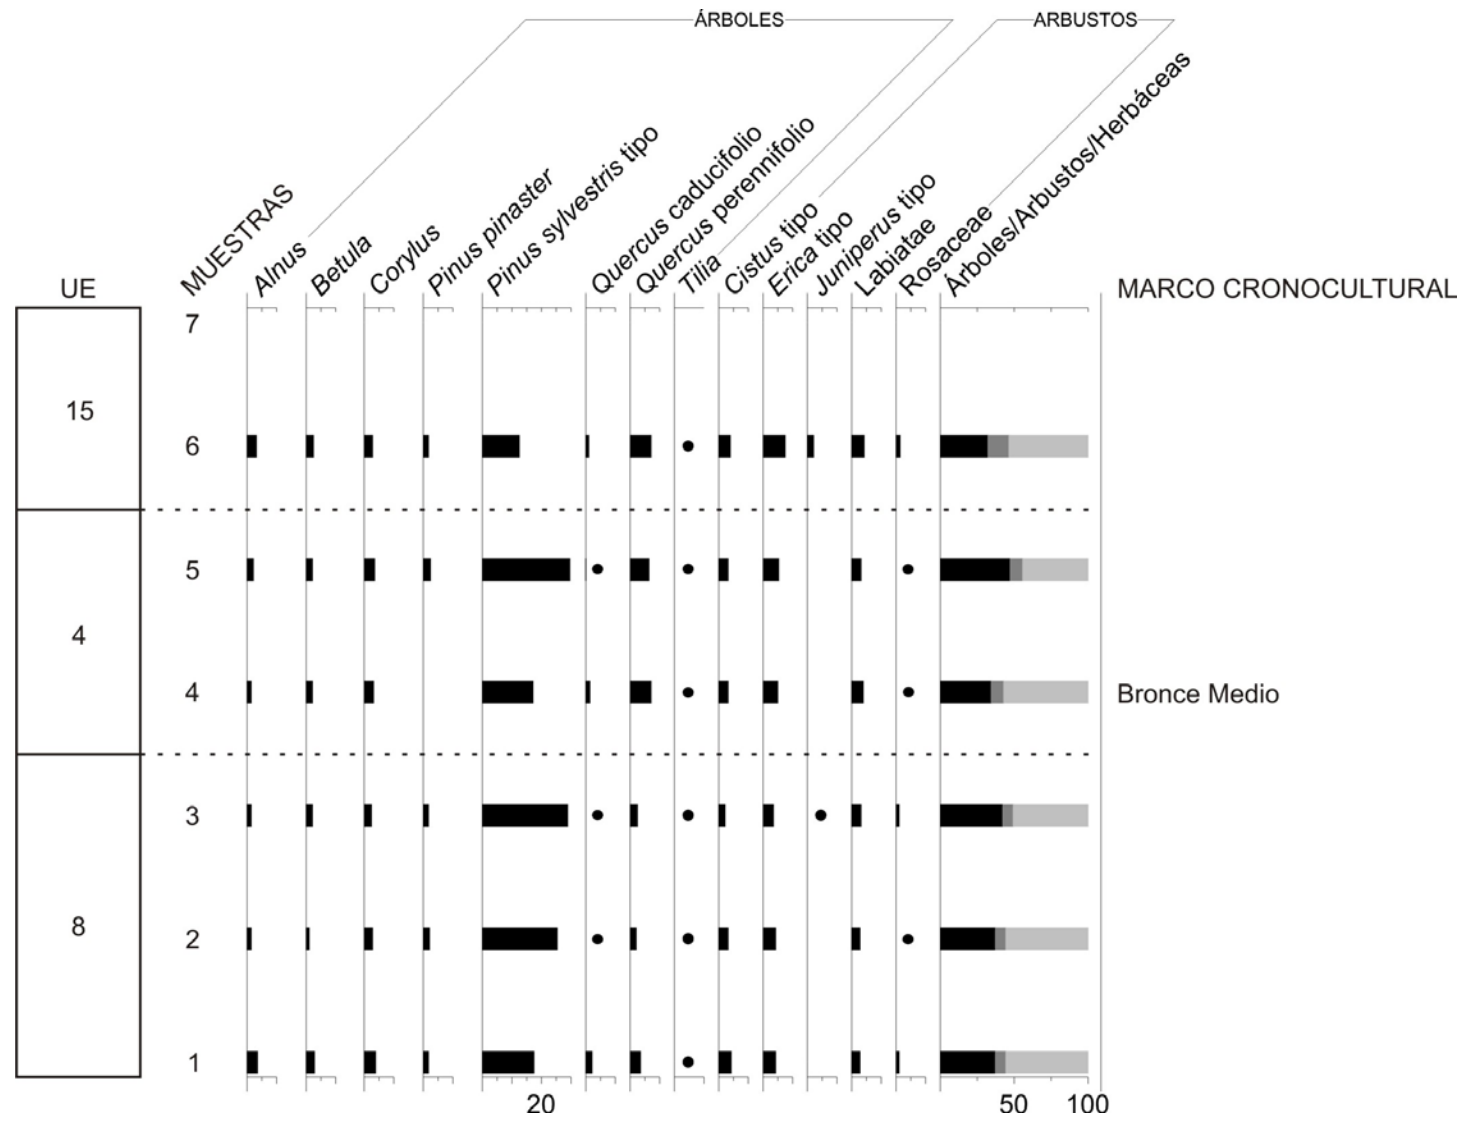 ÁRBOLES
ARBUSTOS
UE
MUESTRAS
Alnus
Betula
Corylus
Pinus pinaster
Pinus sylvestris tipo
Quercus caducifolio
Quercus perennifolio
Tilia
Cistus tipo
Erica tipo
Juniperus tipo
Labiatae
Rosaceae
Árboles/Arbustos/Herbáceas
MARCO CRONOCULTURAL
7
15
6
5
4
4
Bronce Medio
3
8
2
1
20
50
100